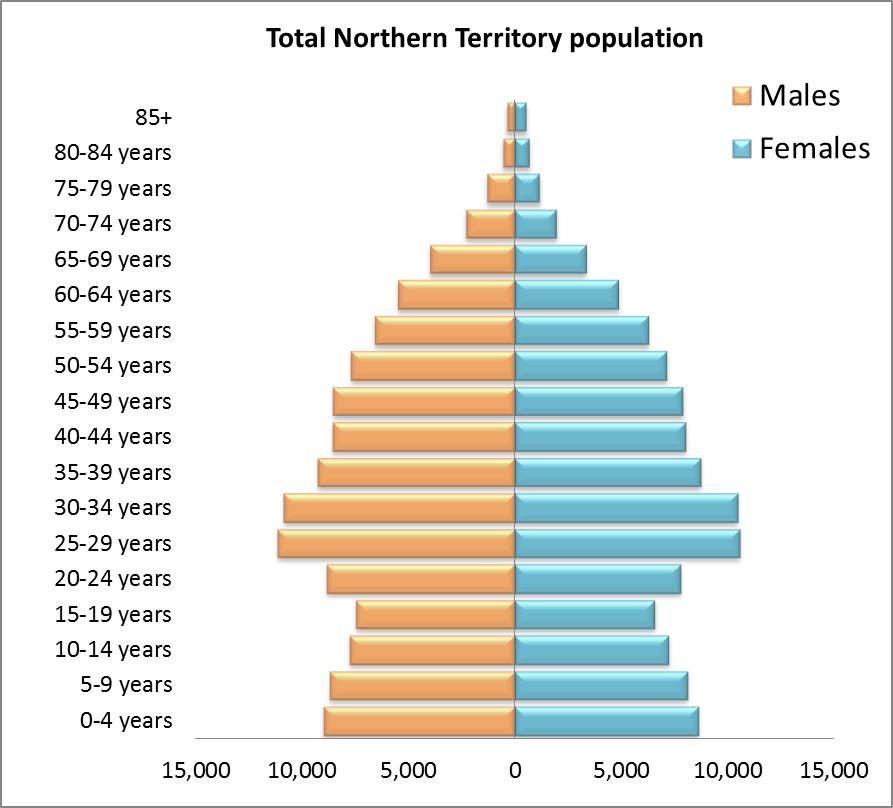 Total Northern Territory population
Males
Females
85+
80-84 years
75-79 years
70-74 years
65-69 years
60-64 years
55-59 years
50-54 years
45-49 years
40-44 years
35-39 years
30-34 years
25-29 years
20-24 years
15-19 years
10-14 years
5-9 years
0-4 years
15,000 10,000 5,000 0 5,000 10,000 15,000